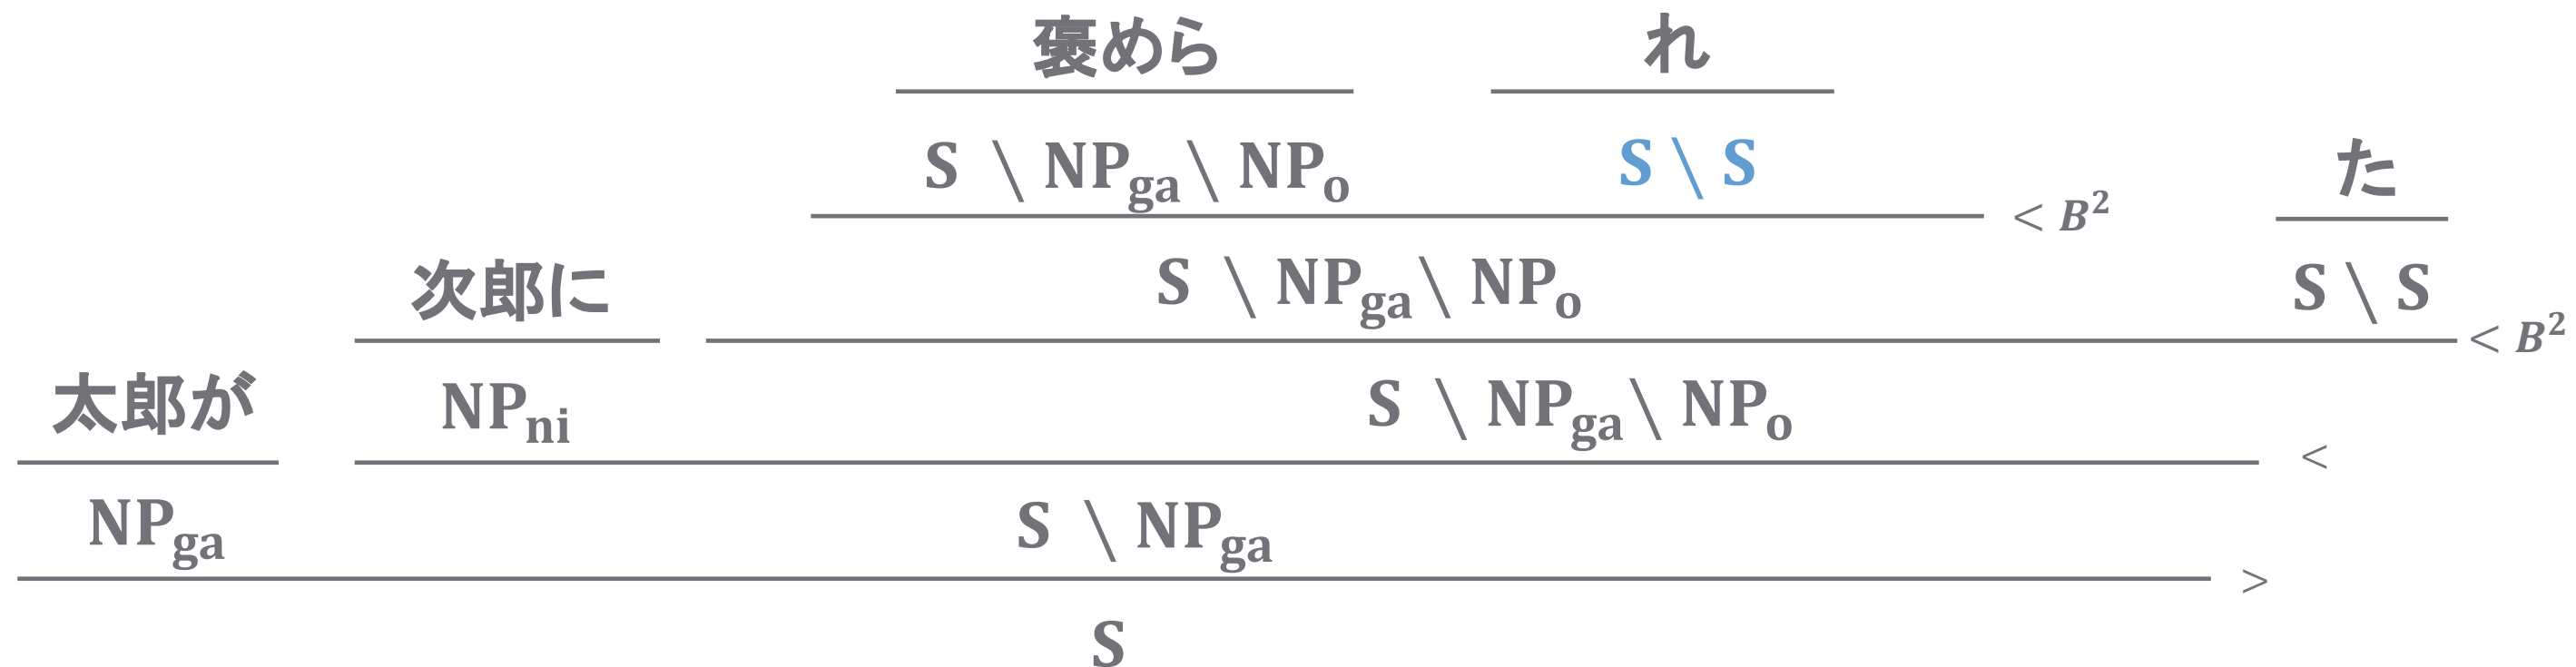 褒めら れ
S \ NPga \ NPo S \ S た
< B²
次郎に S \ NPga \ NPo S \ S
< B²
太郎が NPni S \ NPga \ NPo
<
NPga S \ NPga
>
S